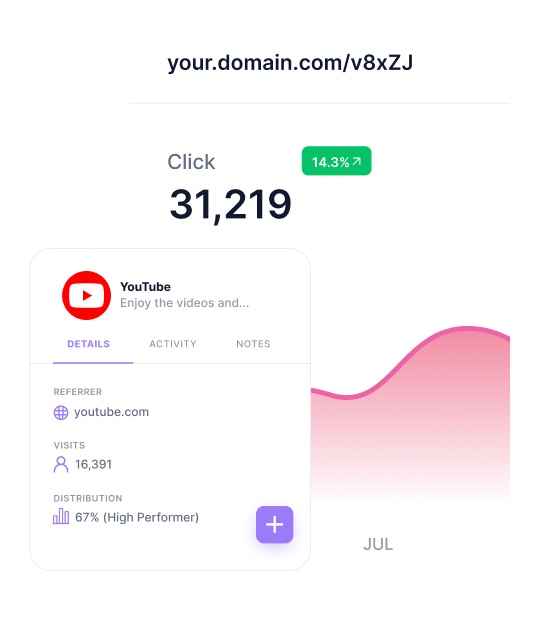 your.domain.com/v8xZJ
Click
14.3%↗
31,219
YouTube
Enjoy the videos and...
DETAILS
ACTIVITY
NOTES
REFERRER
youtube.com
VISITS
16,391
DISTRIBUTION
67% (High Performer)
JUL